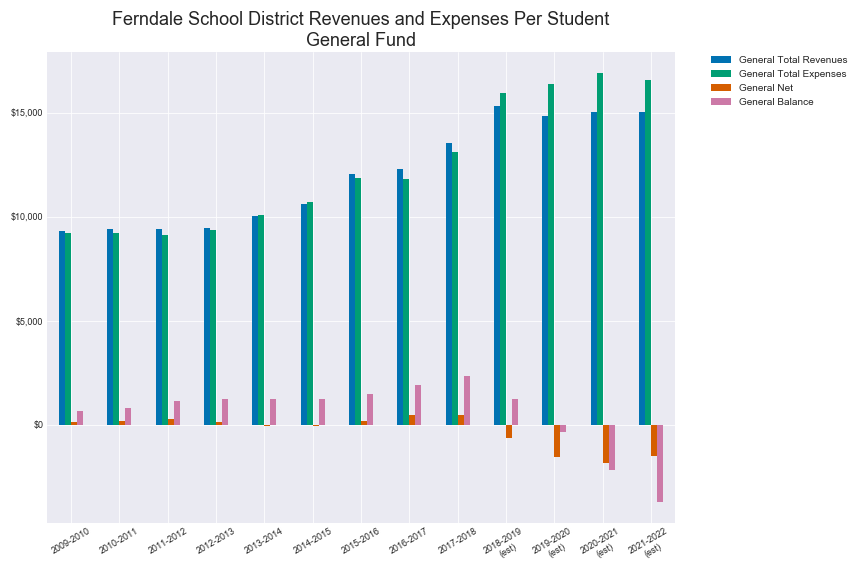 Ferndale School District Revenues and Expenses Per Student
General Fund
General Total Revenues
General Total Expenses
General Net
General Balance
$15,000
$10,000
$5,000
$0
2009-2010
2010-2011
2011-2012
2012-2013
2013-2014
2014-2015
2015-2016
2016-2017
2017-2018
2018-2019
(est)
2019-2020
(est)
2020-2021
(est)
2021-2022
(est)